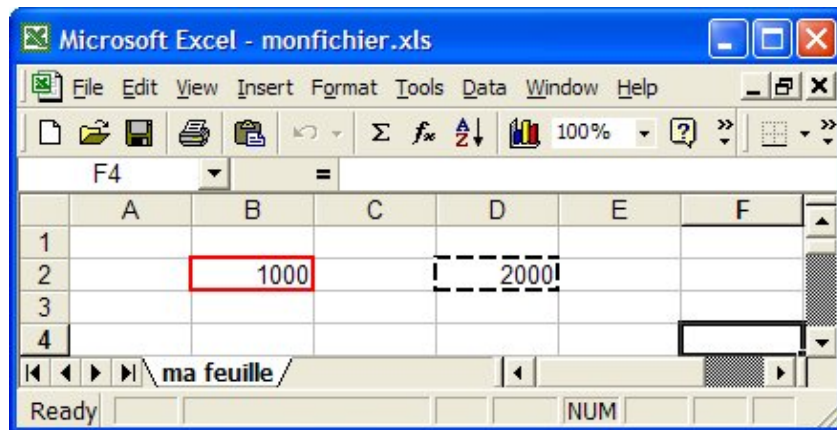 Microsoft Excel - monfichier.xls
File Edit View Insert Format Tools Data Window Help
Σ fx A Z 100% ? »
F4 =
A B C D E F
1
2 1000 2000
3
4
ma feuille
Ready NUM